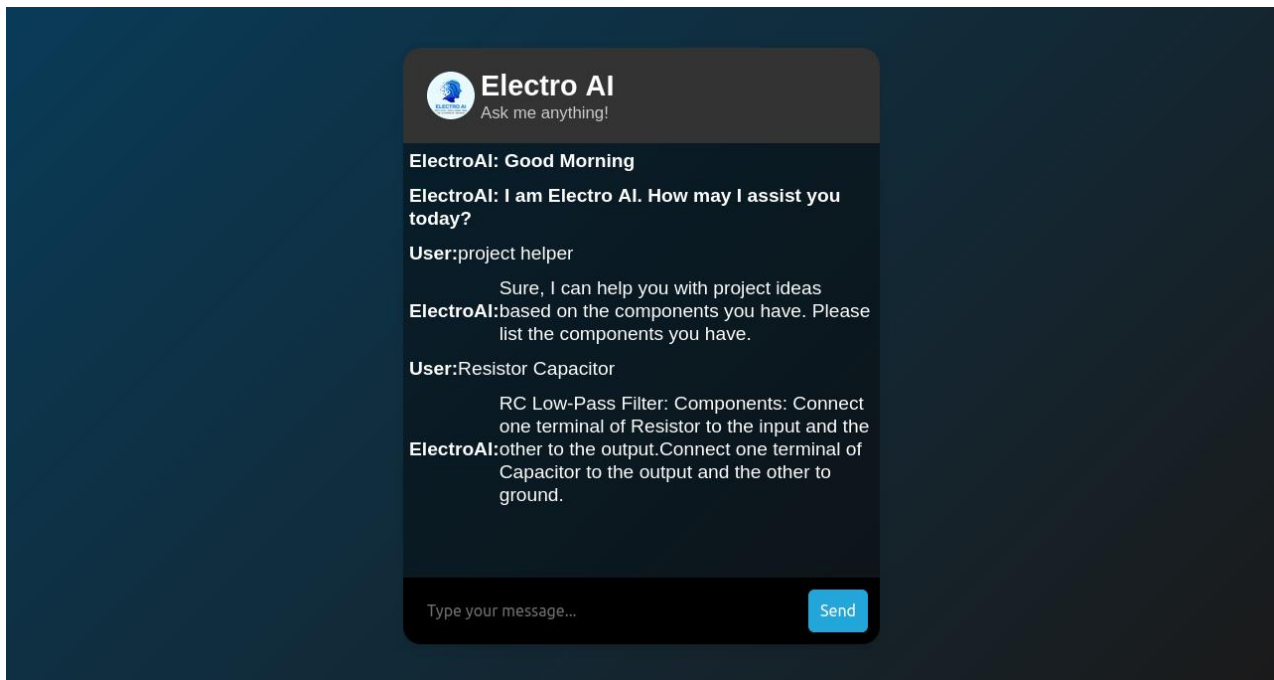 Electro AI
ELECTRO AI
Ask me anything!
ElectroAI: Good Morning
ElectroAI: I am Electro AI. How may I assist you
today?
User:project helper
Sure, I can help you with project ideas
ElectroAI:based on the components you have. Please
list the components you have.
User:Resistor Capacitor
RC Low-Pass Filter: Components: Connect
one terminal of Resistor to the input and the
ElectroAI:other to the output.Connect one terminal of
Capacitor to the output and the other to
ground.
Type your message...
Send